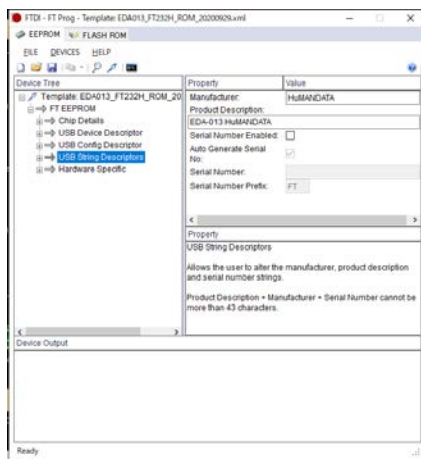 FTDI - FT Prog - Template: EDA013_FT232H_ROM_20200929.xml
EEPROM FLASH ROM
FILE DEVICES HELP
Device Tree
Template: EDA013_FT232H_ROM_20
FT EEPROM
Chip Details
USB Device Descriptor
USB Config Descriptor
USB String Descriptors
Hardware Specific
Property Value
Manufacturer: HuMANDATA
Product Description:
EDA-013 HuMANDATA
Serial Number Enabled:
Auto Generate Serial
No:
Serial Number:
Serial Number Prefix: FT
Property
USB String Descriptors
Allows the user to alter the manufacturer, product description
and serial number strings.
Product Description + Manufacturer + Serial Number cannot be
more than 43 characters.
Device Output
Ready